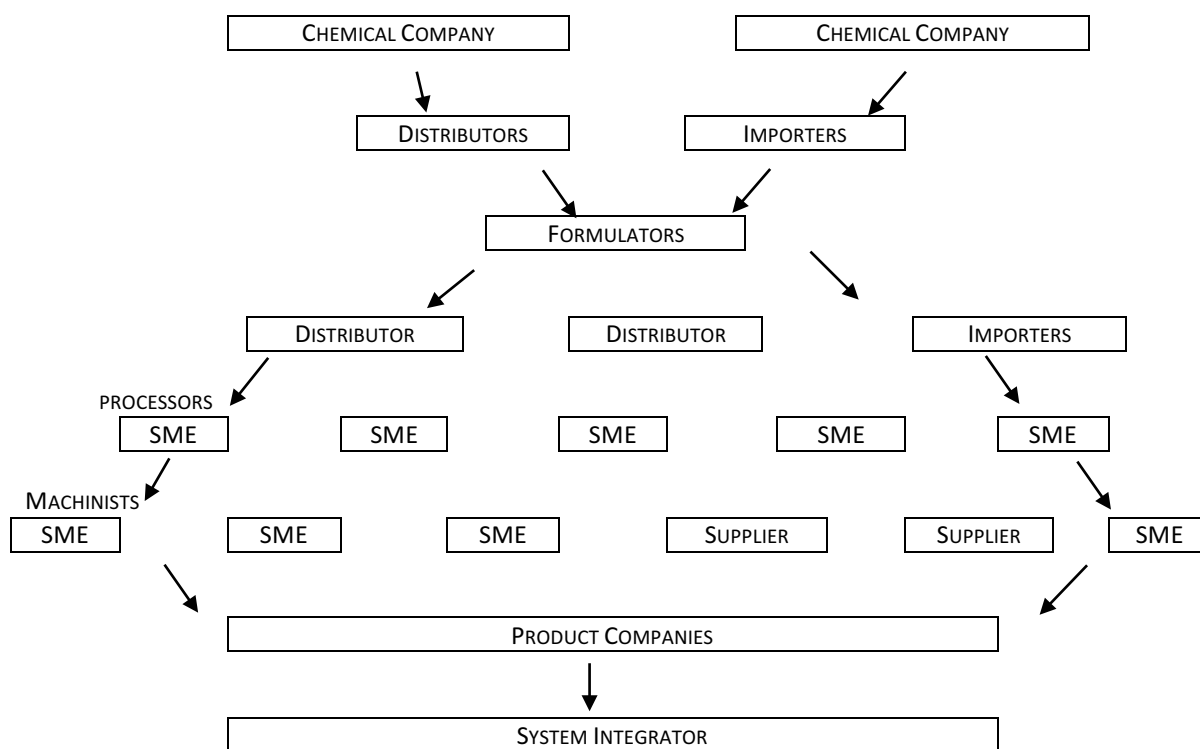 CHEMICAL COMPANY
CHEMICAL COMPANY
DISTRIBUTORS
IMPORTERS
FORMULATORS
DISTRIBUTOR
DISTRIBUTOR
IMPORTERS
PROCESSORS
SME
SME
SME
SME
SME
MACHINISTS
SME
SME
SME
SUPPLIER
SUPPLIER
SME
PRODUCT COMPANIES
SYSTEM INTEGRATOR